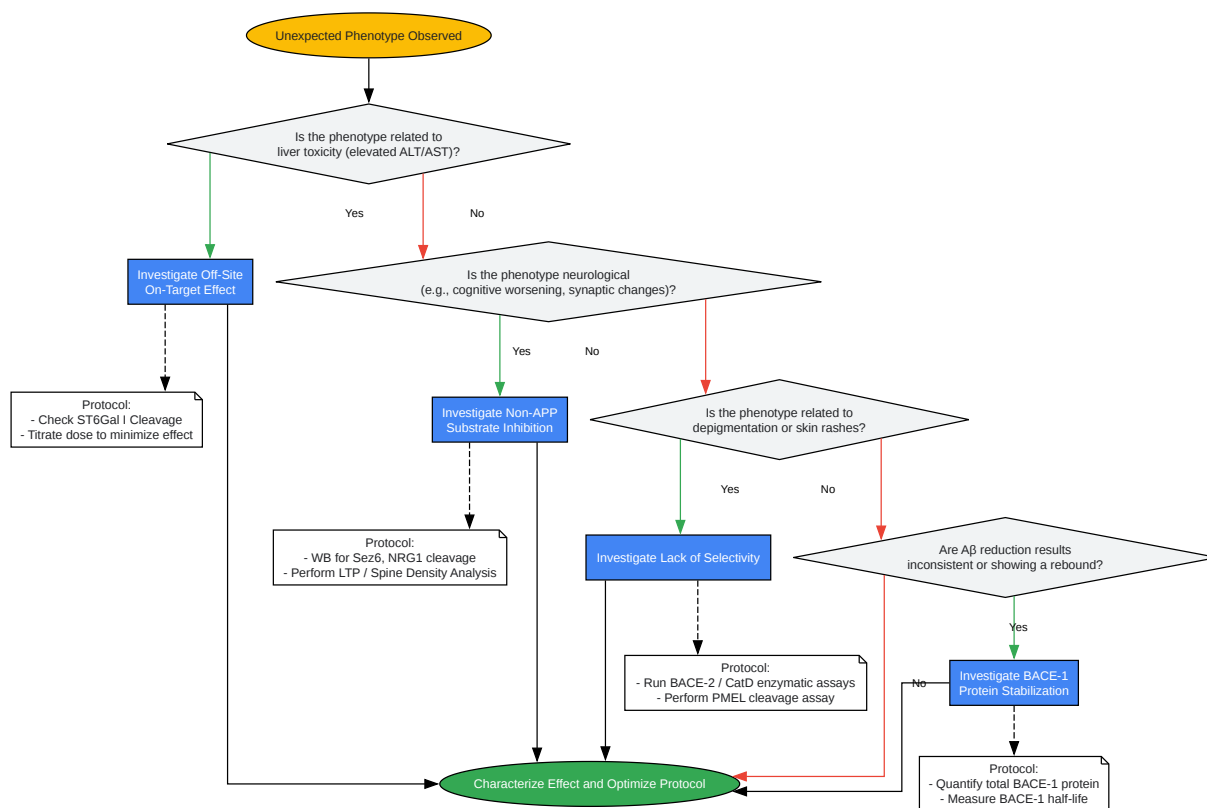 Unexpected Phenotype Observed
Is the phenotype related to
liver toxicity (elevated ALT/AST)?
Yes
No
Investigate Off-Site
On-Target Effect
Is the phenotype neurological
(e.g., cognitive worsening, synaptic changes)?
Yes
No
Protocol:
- Check ST6Gal I Cleavage
- Titrate dose to minimize effect
Investigate Non-APP
Substrate Inhibition
Is the phenotype related to
depigmentation or skin rashes?
Yes
No
Protocol:
- WB for Sez6, NRG1 cleavage
- Perform LTP / Spine Density Analysis
Investigate Lack of Selectivity
Are Aβ reduction results
inconsistent or showing a rebound?
Yes
No
Protocol:
- Run BACE-2 / CatD enzymatic assays
- Perform PMEL cleavage assay
Investigate BACE-1
Protein Stabilization
Characterize Effect and Optimize Protocol
Protocol:
- Quantify total BACE-1 protein
- Measure BACE-1 half-life